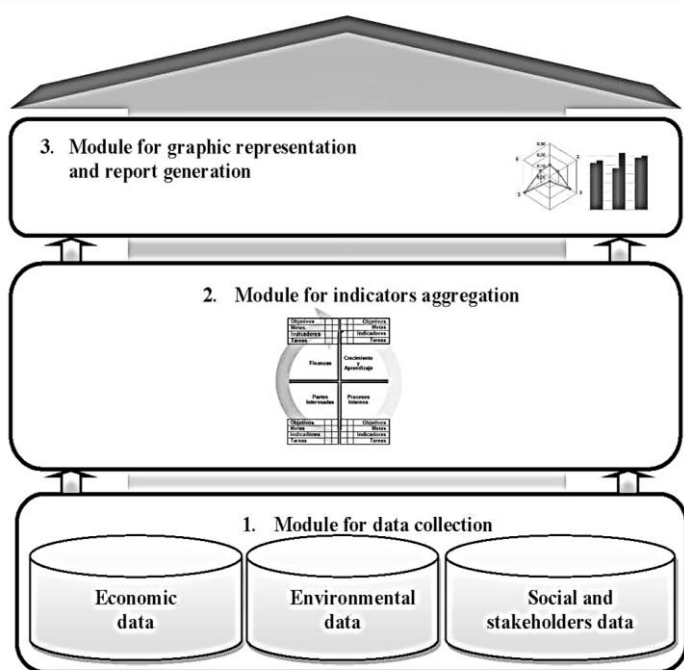 3. Module for graphic representation
and report generation
2. Module for indicators aggregation
Objetivos
Metas
Indicadores
Tareas
Objetivos
Metas
Indicadores
Tareas
Finanzas
Crecimiento
y
Aprendizaje
Partes
Interesadas
Procesos
Internos
Objetivos
Metas
Indicadores
Tareas
Objetivos
Metas
Indicadores
Tareas
1. Module for data collection
Economic
data
Environmental
data
Social and
stakeholders data